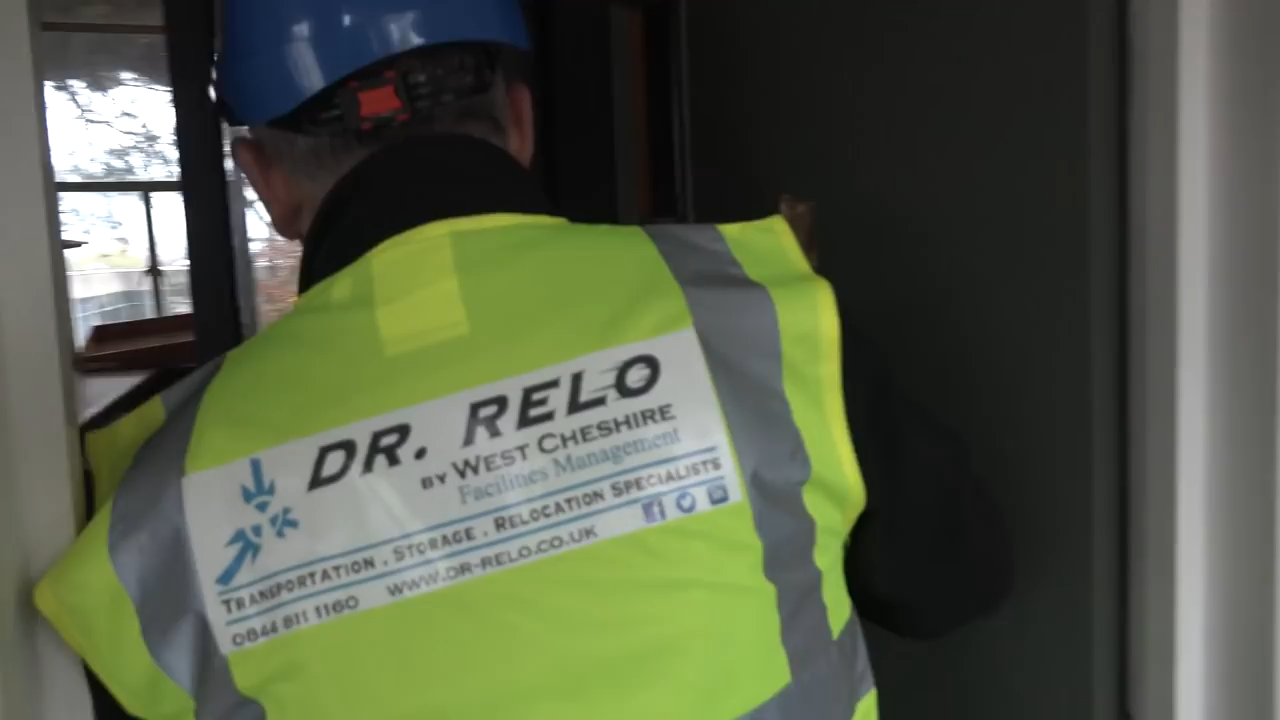 DR. RELO
BY WEST CHESHIRE
Facilities Management
TRANSPORTATION . STORAGE . RELOCATION SPECIALISTS
0844 811 1160 WWW.DR-RELO.CO.UK